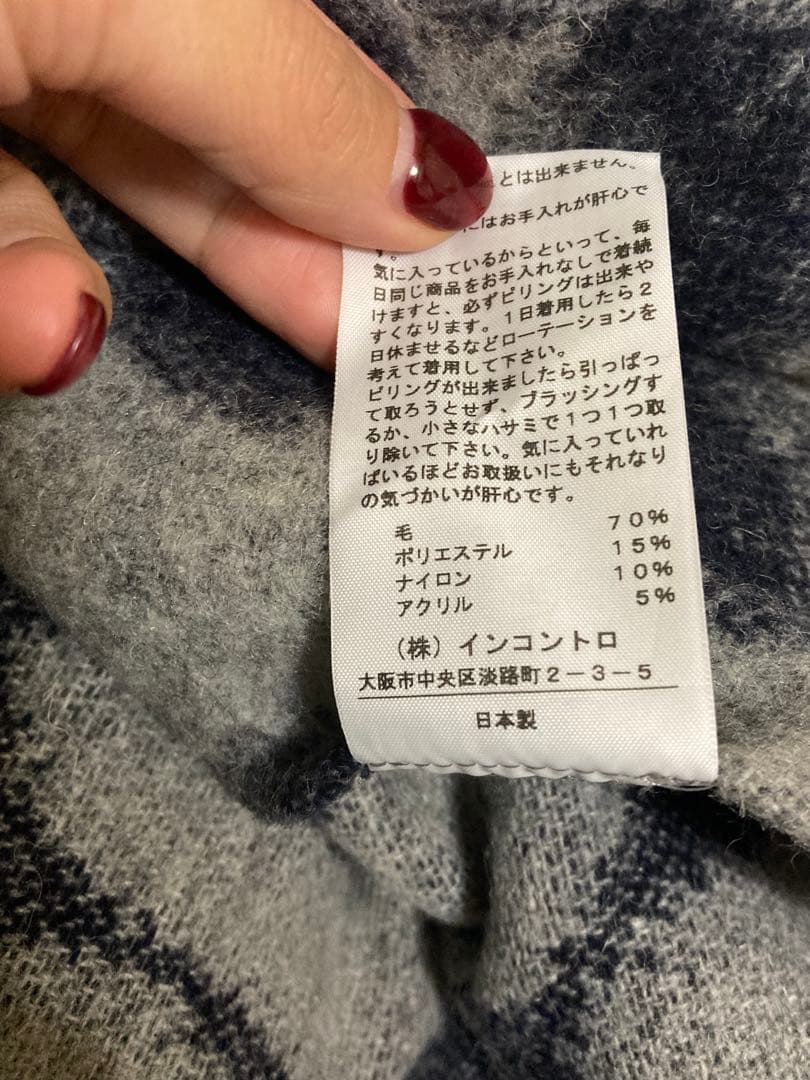 とは出来ません。
にはお手入れが肝心で
す。
気に入っているからといって、毎
日同じ商品をお手入れなしで着続
けますと、必ずピリングは出来や
すくなります。1日着用したら2
日休ませるなどローテーションを
考えて着用して下さい。
ピリングが出来ましたら引っぱっ
て取ろうとせず、ブラッシングす
るか、小さなハサミで1つ1つ取
り除いて下さい。気に入っていれ
ばいるほどお取扱いにもそれなり
の気づかいが肝心です。
毛 70%
ポリエステル 15%
ナイロン 10%
アクリル 5%
(株)インコントロ
大阪市中央区淡路町2-3-5
日本製